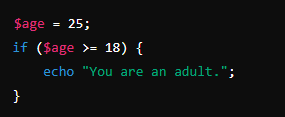 $age = 25;
if ($age >= 18) {
    echo "You are an adult.";
}